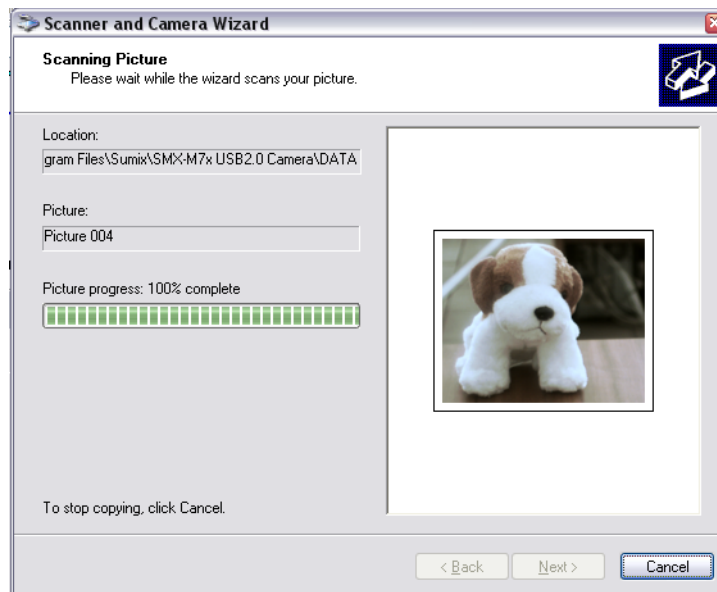 Scanner and Camera Wizard
Scanning Picture
Please wait while the wizard scans your picture.
Location:
gram Files\Sumix\SMX-M7x USB2.0 Camera\DATA
Picture:
Picture 004
Picture progress: 100% complete
To stop copying, click Cancel.
< Back
Next >
Cancel